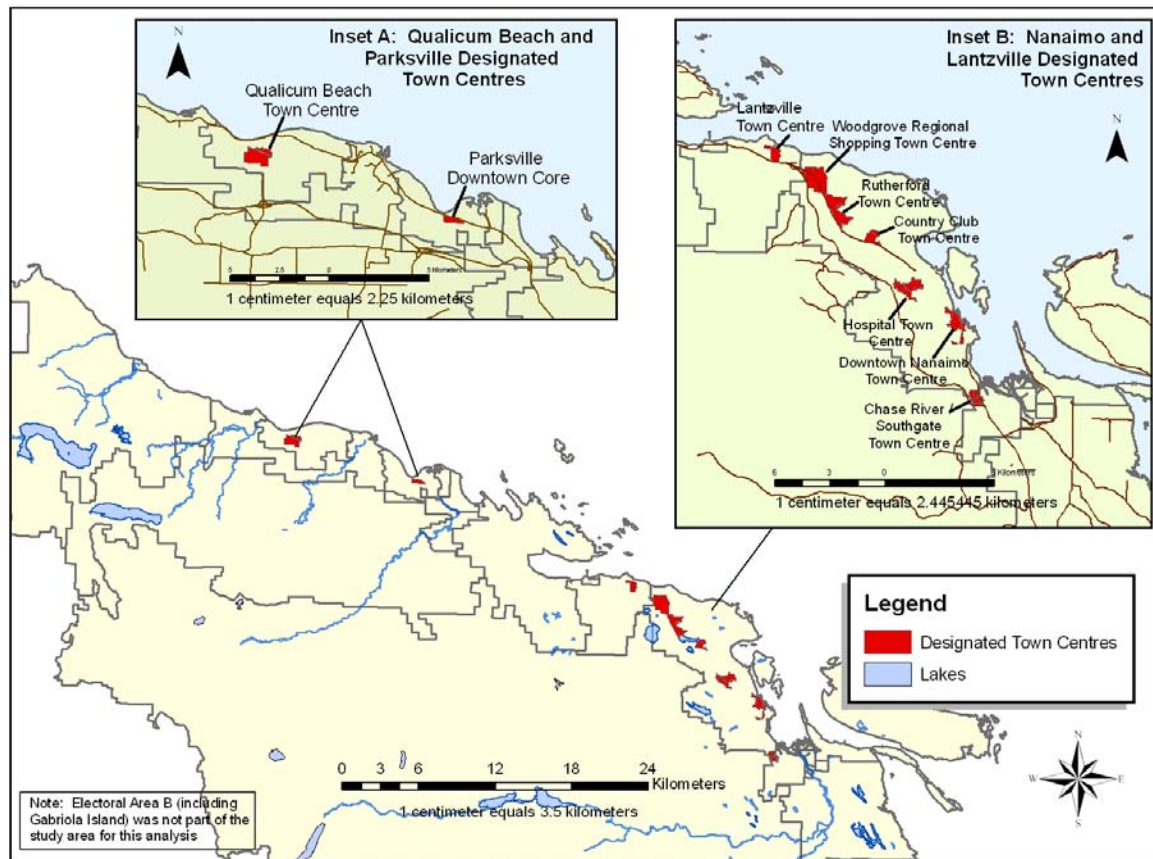 Inset A: Qualicum Beach and
Parksville Designated
Town Centres
N
Qualicum Beach
Town Centre
Parksville
Downtown Core
5 2.5 0 5 Kilometers
1 centimeter equals 2.25 kilometers
Inset B: Nanaimo and
Lantzville Designated
Town Centres
N
Lantzville
Town Centre
Woodgrove Regional
Shopping Town Centre
Rutherford
Town Centre
Country Club
Town Centre
Hospital Town
Centre
Downtown Nanaimo
Town Centre
Chase River
Southgate
Town Centre
6 3 0 6 Kilometers
1 centimeter equals 2.445445 kilometers
Legend
Designated Town Centres
Lakes
0 3 6 12 18 24
Kilometers
1 centimeter equals 3.5 kilometers
N
W E
S
Note: Electoral Area B (including
Gabriola Island) was not part of the
study area for this analysis